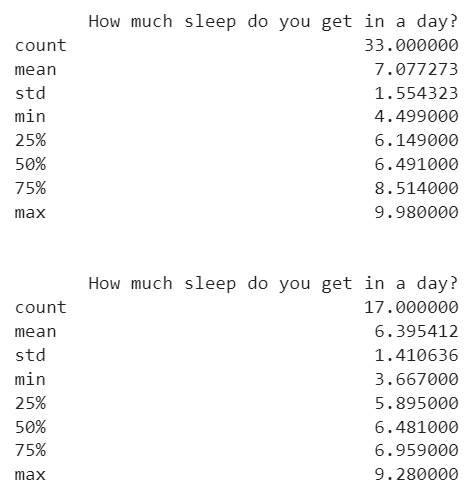 How much sleep do you get in a day?
count 33.000000
mean 7.077273
std 1.554323
min 4.499000
25% 6.149000
50% 6.491000
75% 8.514000
max 9.980000
How much sleep do you get in a day?
count 17.000000
mean 6.395412
std 1.410636
min 3.667000
25% 5.895000
50% 6.481000
75% 6.959000
max 9.280000